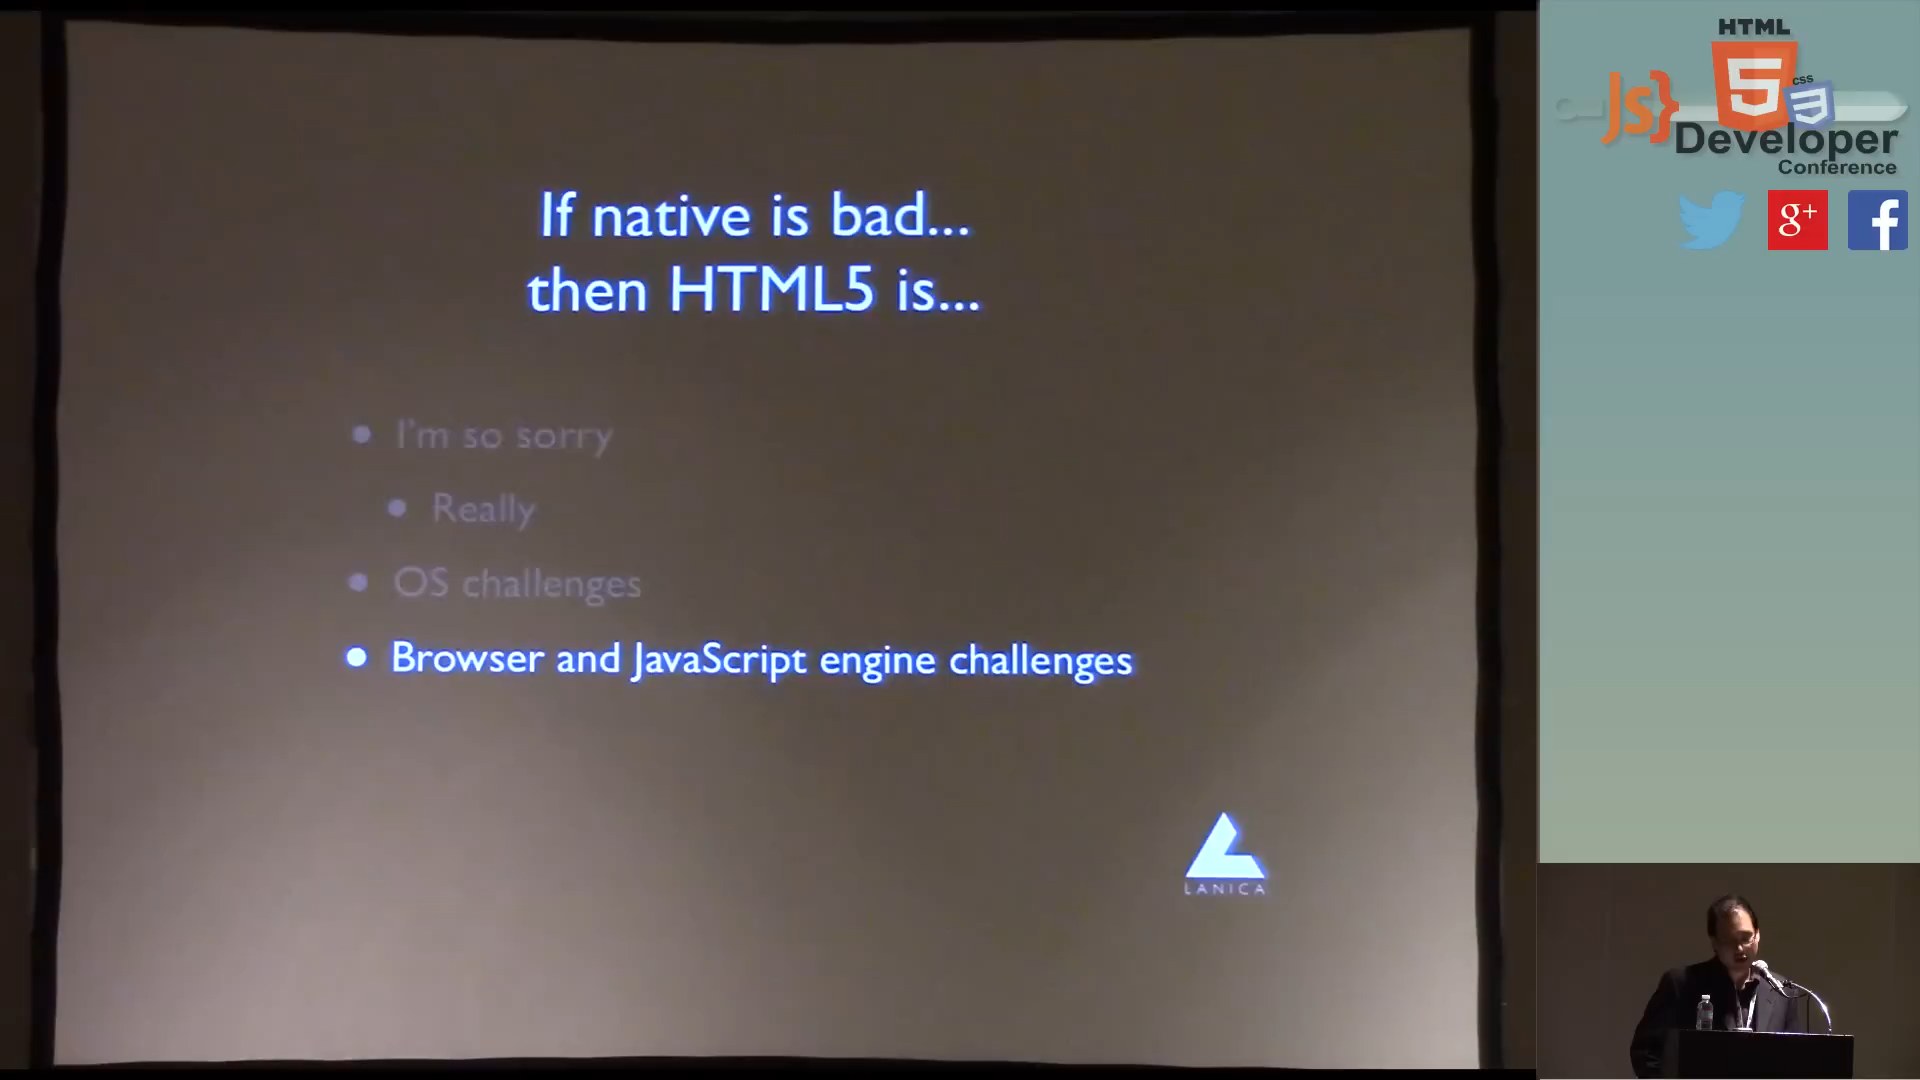 If native is bad...
then HTML5 is...
• I'm so sorry
• Really
• OS challenges
• Browser and JavaScript engine challenges
LANICA
HTML
5
CSS
3
JS}
Developer
Conference
g+
f